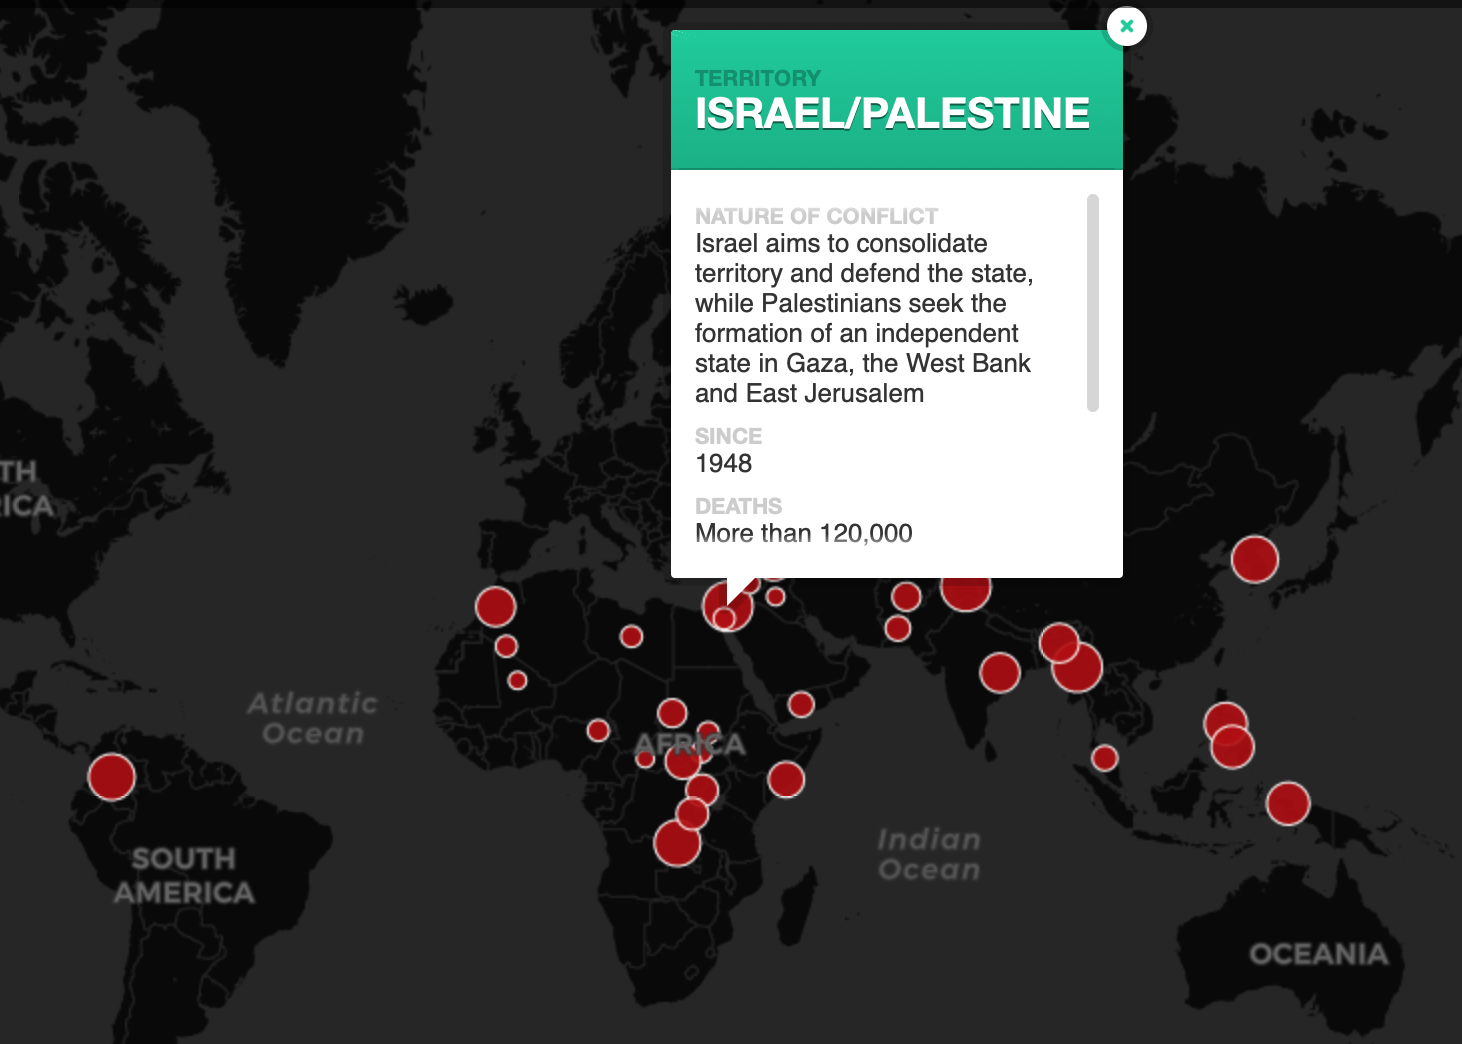 TERRITORY
ISRAEL/PALESTINE
NATURE OF CONFLICT
Israel aims to consolidate
territory and defend the state,
while Palestinians seek the
formation of an independent
state in Gaza, the West Bank
and East Jerusalem
SINCE
1948
DEATHS
More than 120,000
TH
ICA
Atlantic
Ocean
AFRICA
SOUTH
AMERICA
Indian
Ocean
OCEANIA